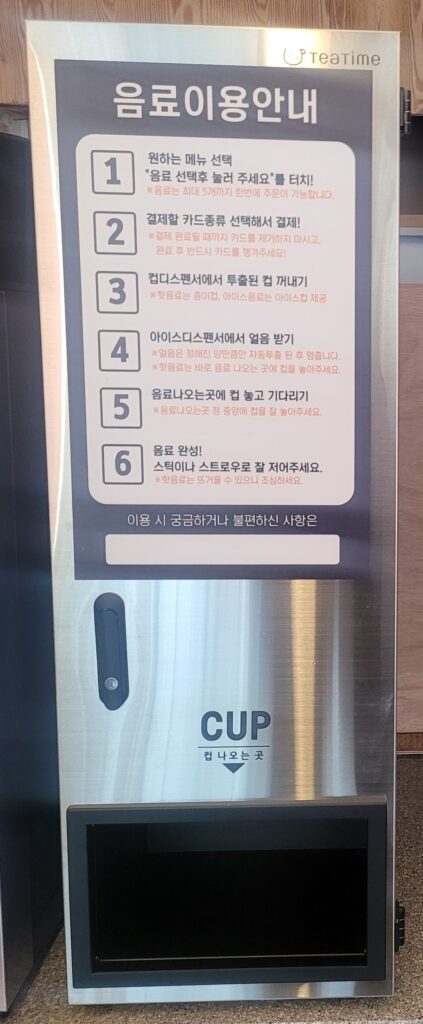 TEATIME
음료이용안내
1
원하는 메뉴 선택
"음료 선택후 눌러 주세요"를 터치!
※음료는 최대 5개까지 한번에 주문이 가능합니다.
2
결제할 카드종류 선택해서 결제!
※결제 완료될 때까지 카드를 제거하지 마시고,
완료 후 반드시 카드를 챙겨주세요!
3
컵디스펜서에서 투출된 컵 꺼내기
※핫음료는 종이컵, 아이스음료는 아이스컵 제공
4
아이스디스펜서에서 얼음 받기
※얼음은 정해진 양만큼만 자동투출 된 후 멈춥니다.
※핫음료는 바로 음료 나오는 곳에 컵을 놓아주세요.
5
음료나오는곳에 컵 놓고 기다리기
※음료나오는곳 정 중앙에 컵을 잘 놓아주세요.
6
음료 완성!
스틱이나 스트로우로 잘 저어주세요.
※핫음료는 뜨거울 수 있으니 조심하세요.
이용 시 궁금하거나 불편하신 사항은
CUP
컵 나오는 곳